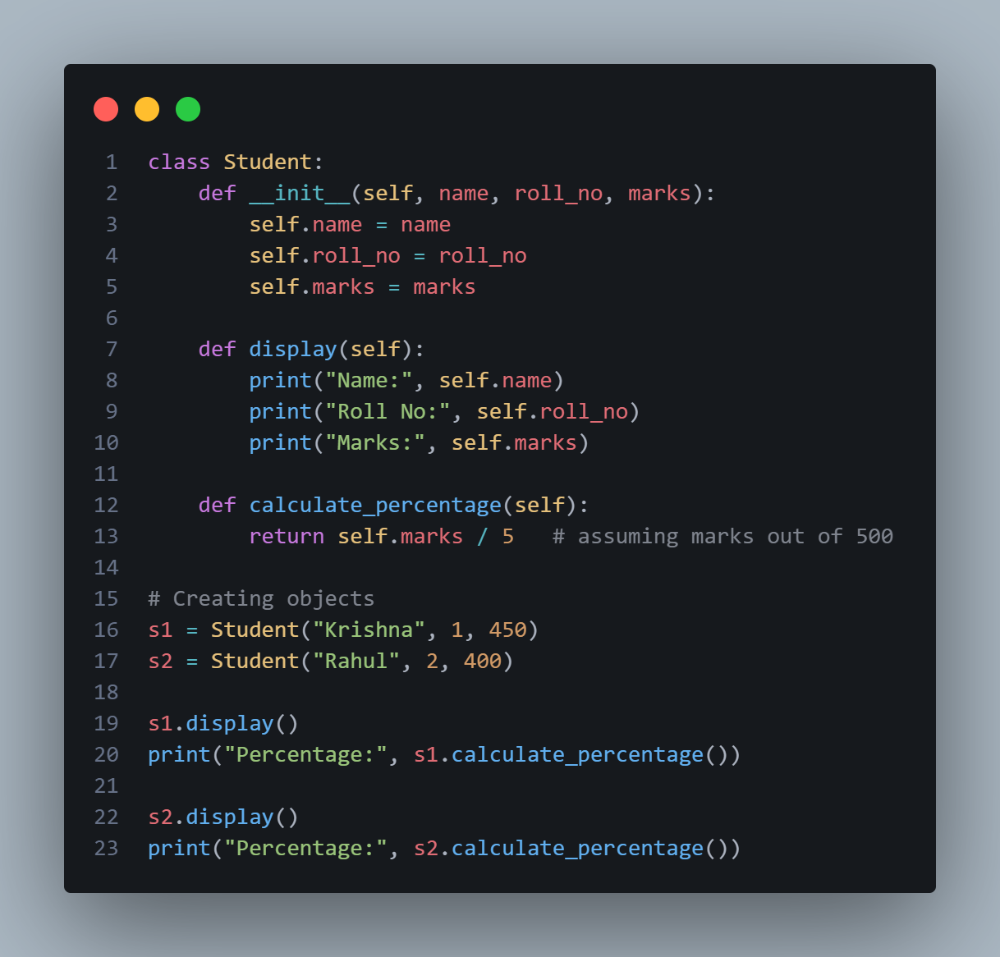 1 class Student:
2     def __init__(self, name, roll_no, marks):
3         self.name = name
4         self.roll_no = roll_no
5         self.marks = marks
6
7     def display(self):
8         print("Name:", self.name)
9         print("Roll No:", self.roll_no)
10         print("Marks:", self.marks)
11
12     def calculate_percentage(self):
13         return self.marks / 5   # assuming marks out of 500
14
15 # Creating objects
16 s1 = Student("Krishna", 1, 450)
17 s2 = Student("Rahul", 2, 400)
18
19 s1.display()
20 print("Percentage:", s1.calculate_percentage())
21
22 s2.display()
23 print("Percentage:", s2.calculate_percentage())